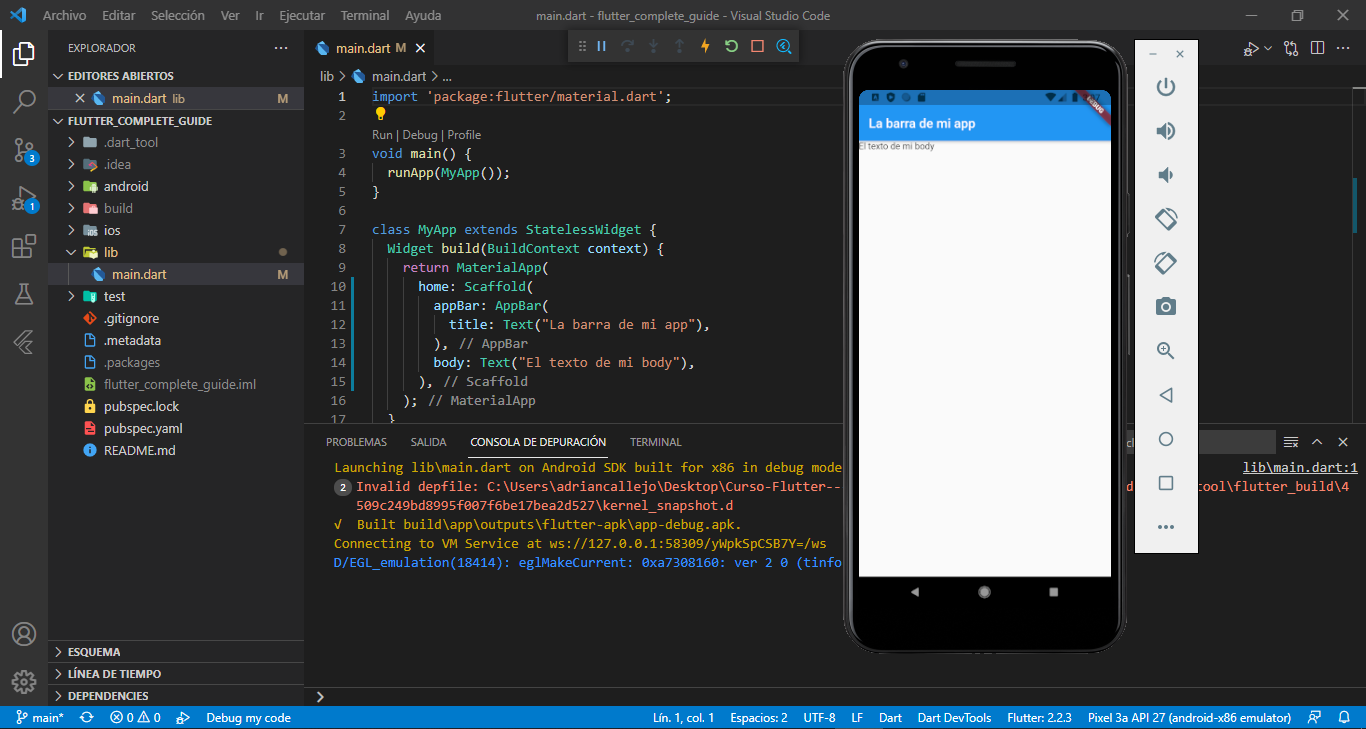 Archivo Editar Selección Ver Ir Ejecutar Terminal Ayuda
main.dart - flutter_complete_guide - Visual Studio Code
EXPLORADOR
EDITORES ABIERTOS
main.dart lib M
FLUTTER_COMPLETE_GUIDE
.dart_tool
.idea
android
build
ios
lib
main.dart M
test
.gitignore
.metadata
.packages
flutter_complete_guide.iml
pubspec.lock
pubspec.yaml
README.md
ESQUEMA
LÍNEA DE TIEMPO
DEPENDENCIES
3
1
main.dart M
lib > main.dart > ...
1 import 'package:flutter/material.dart';
2
Run | Debug | Profile
3 void main() {
4 runApp(MyApp());
5 }
6
7 class MyApp extends StatelessWidget {
8 Widget build(BuildContext context) {
9 return MaterialApp(
10 home: Scaffold(
11 appBar: AppBar(
12 title: Text("La barra de mi app"),
13 ), // AppBar
14 body: Text("El texto de mi body"),
15 ), // Scaffold
16 ); // MaterialApp
17 }
PROBLEMAS SALIDA CONSOLA DE DEPURACIÓN TERMINAL
Launching lib\main.dart on Android SDK built for x86 in debug mode
lib\main.dart:1
2 Invalid depfile: C:\Users\adriancallejo\Desktop\Curso-Flutter--
tool\flutter_build\4
509c249bd8995f007f6be17bea2d527\kernel_snapshot.d
√ Built build\app\outputs\flutter-apk\app-debug.apk.
Connecting to VM Service at ws://127.0.0.1:58309/yWpkSpCSB7Y=/ws
D/EGL_emulation(18414): eglMakeCurrent: 0xa7308160: ver 2 0 (tinfo
DEBUG
La barra de mi app
El texto de mi body
main* 0 0 Debug my code
Lín. 1, col. 1 Espacios: 2 UTF-8 LF Dart Dart DevTools Flutter: 2.2.3 Pixel 3a API 27 (android-x86 emulator)